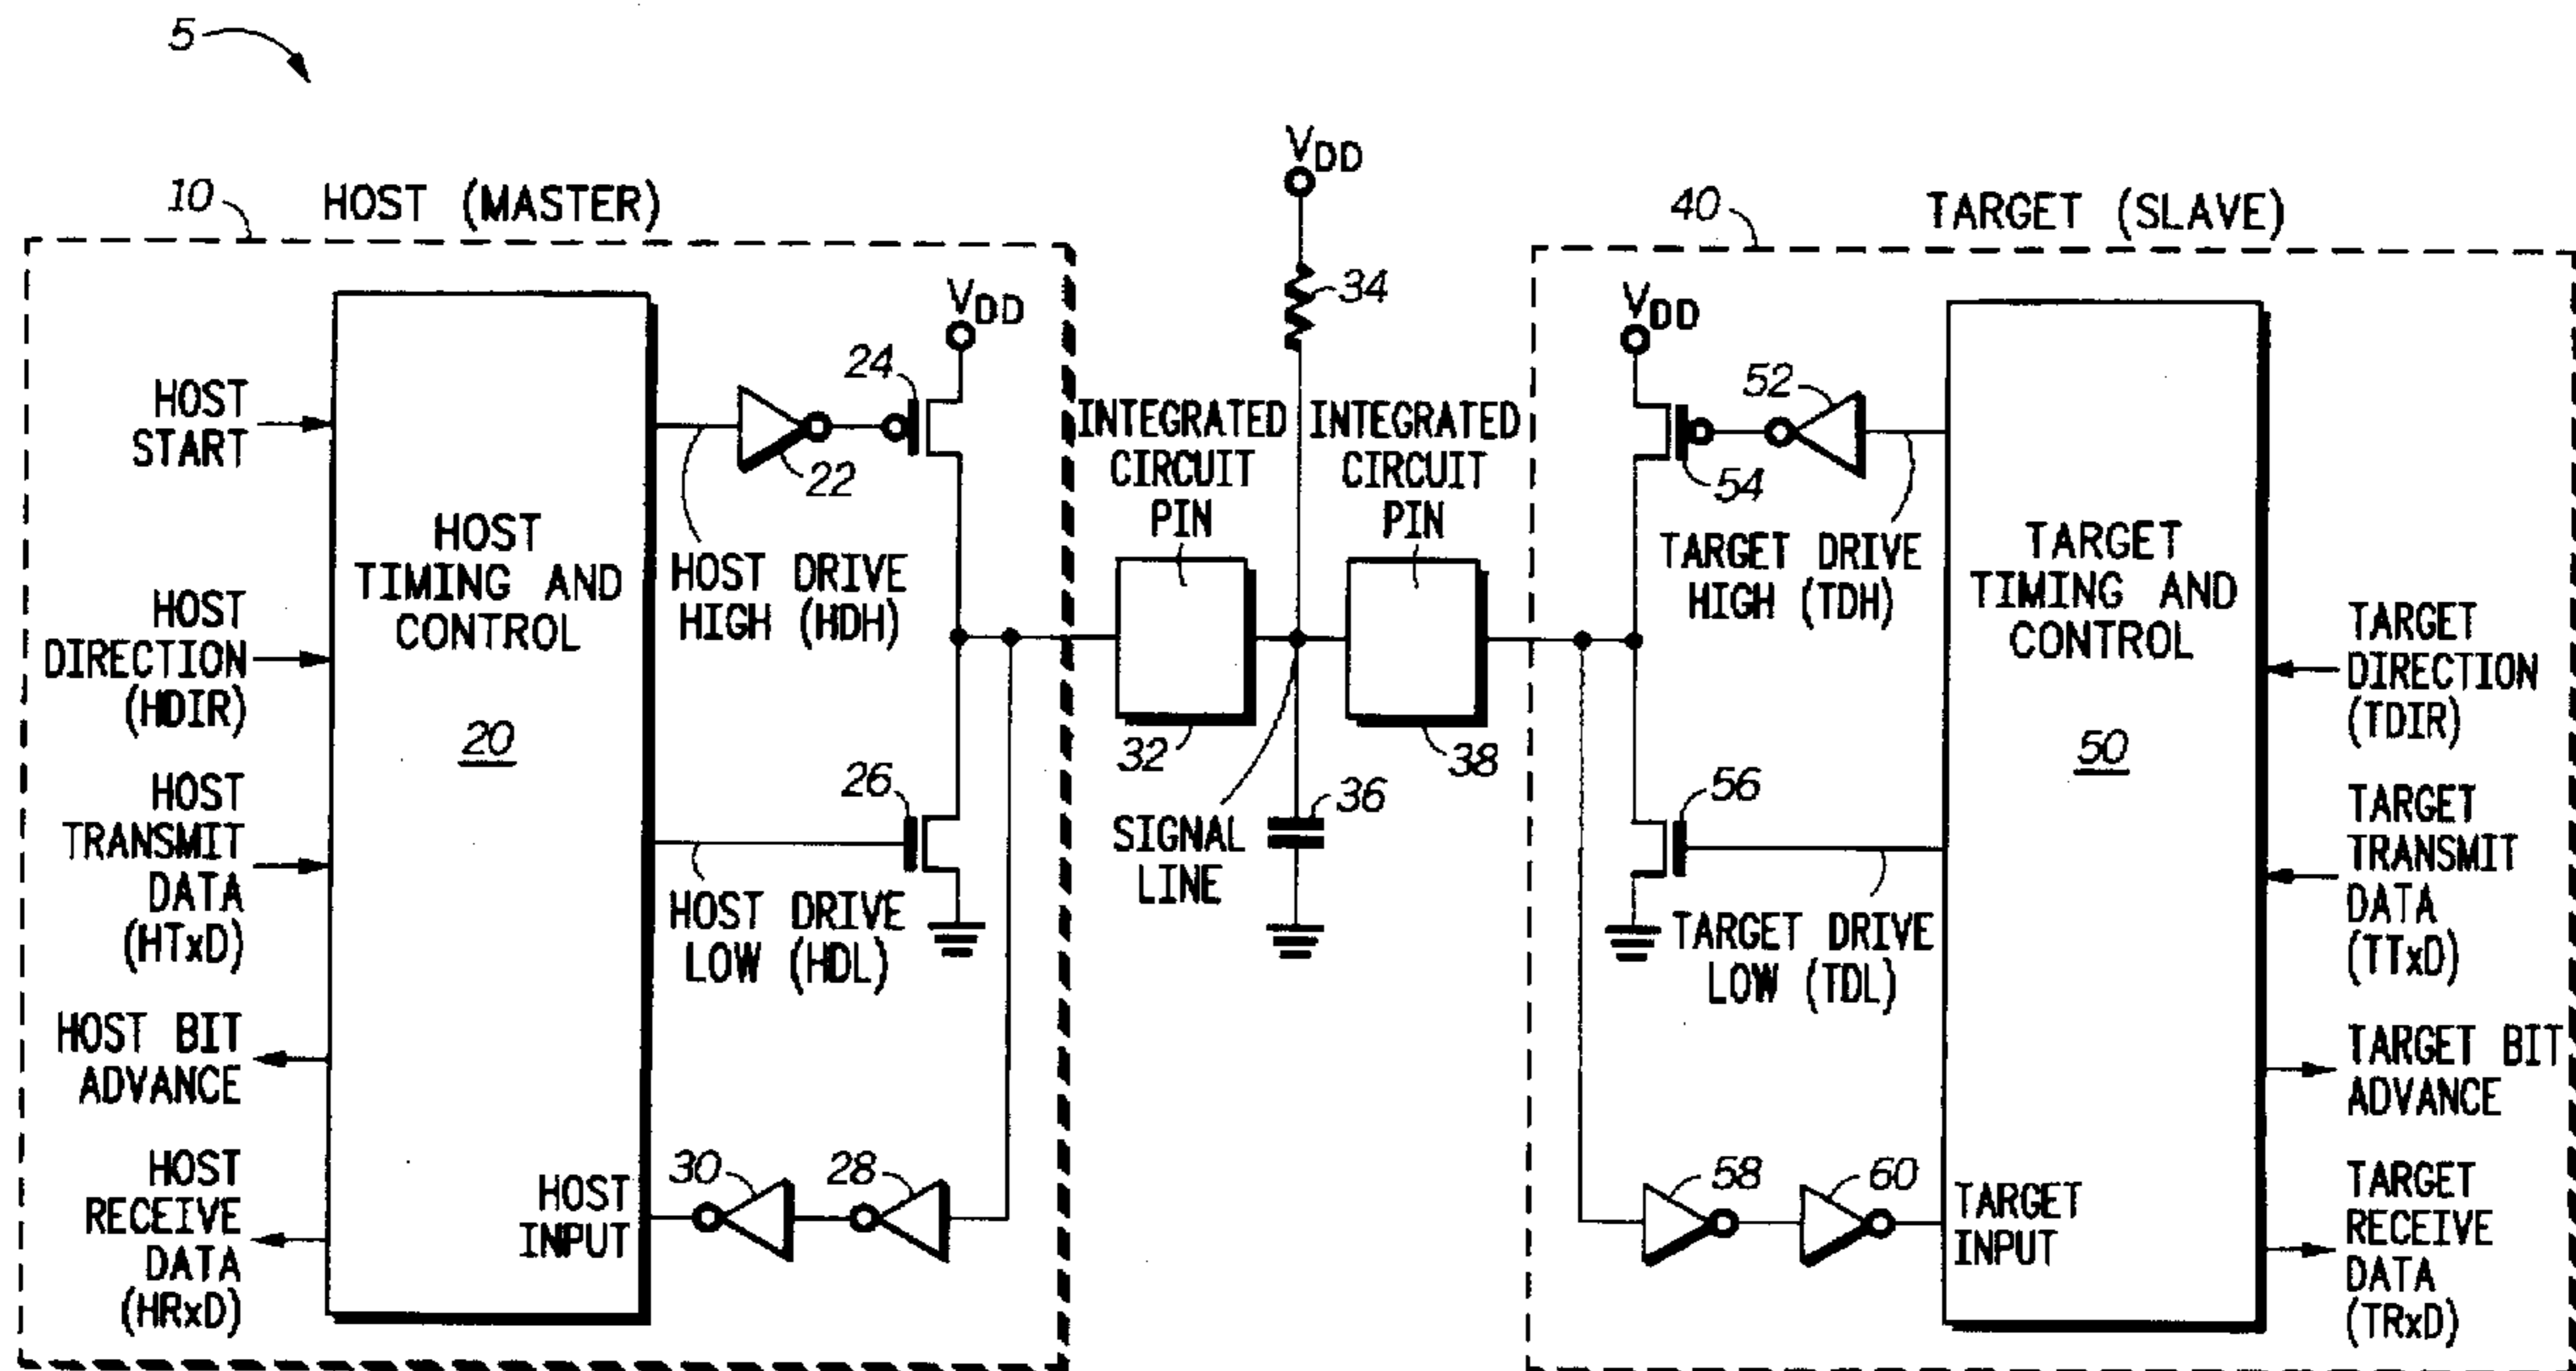 5
10
HOST (MASTER)
HOST
START
HOST
DIRECTION
(HDIR)
HOST
TRANSMIT
DATA
(HTxD)
HOST BIT
ADVANCE
HOST
RECEIVE
DATA
(HRxD)
HOST
TIMING AND
CONTROL
20
HOST
INPUT
VDD
24
22
HOST DRIVE
HIGH (HDH)
26
HOST DRIVE
LOW (HDL)
30
28
VDD
34
INTEGRATED
CIRCUIT
PIN
INTEGRATED
CIRCUIT
PIN
32
38
SIGNAL
LINE
36
40
TARGET (SLAVE)
VDD
52
54
TARGET DRIVE
HIGH (TDH)
56
TARGET DRIVE
LOW (TDL)
58
60
TARGET
TIMING AND
CONTROL
50
TARGET
INPUT
TARGET
DIRECTION
(TDIR)
TARGET
TRANSMIT
DATA
(TTxD)
TARGET BIT
ADVANCE
TARGET
RECEIVE
DATA
(TRxD)